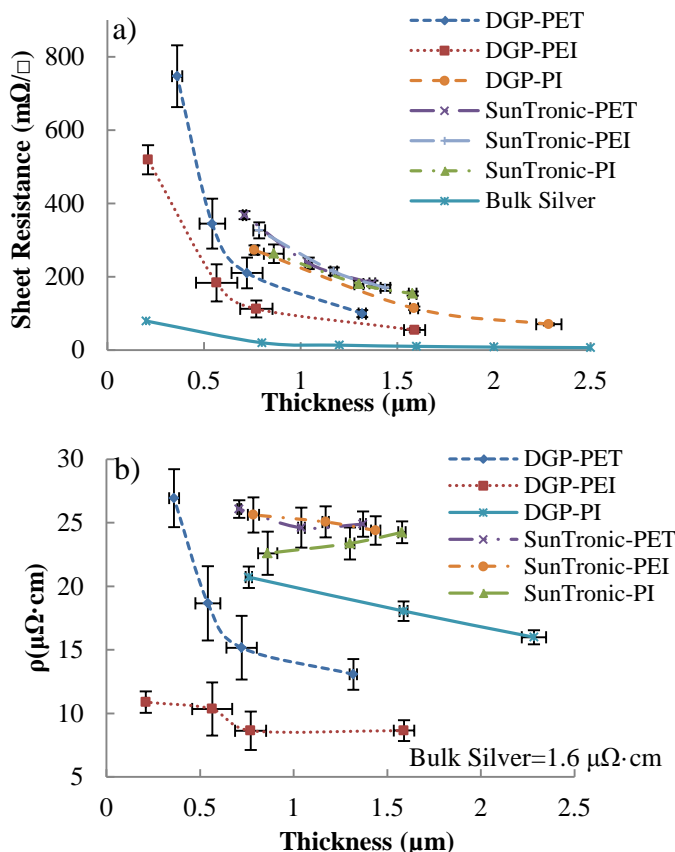 a)
DGP-PET
DGP-PEI
DGP-PI
SunTronic-PET
SunTronic-PEI
SunTronic-PI
Bulk Silver
Sheet Resistance (mΩ/□)
800
600
400
200
0
0 0.5 1 1.5 2 2.5
Thickness (μm)
b)
DGP-PET
DGP-PEI
DGP-PI
SunTronic-PET
SunTronic-PEI
SunTronic-PI
ρ(μΩ·cm)
30
25
20
15
10
5
Bulk Silver=1.6 μΩ·cm
0 0.5 1 1.5 2 2.5
Thickness (μm)